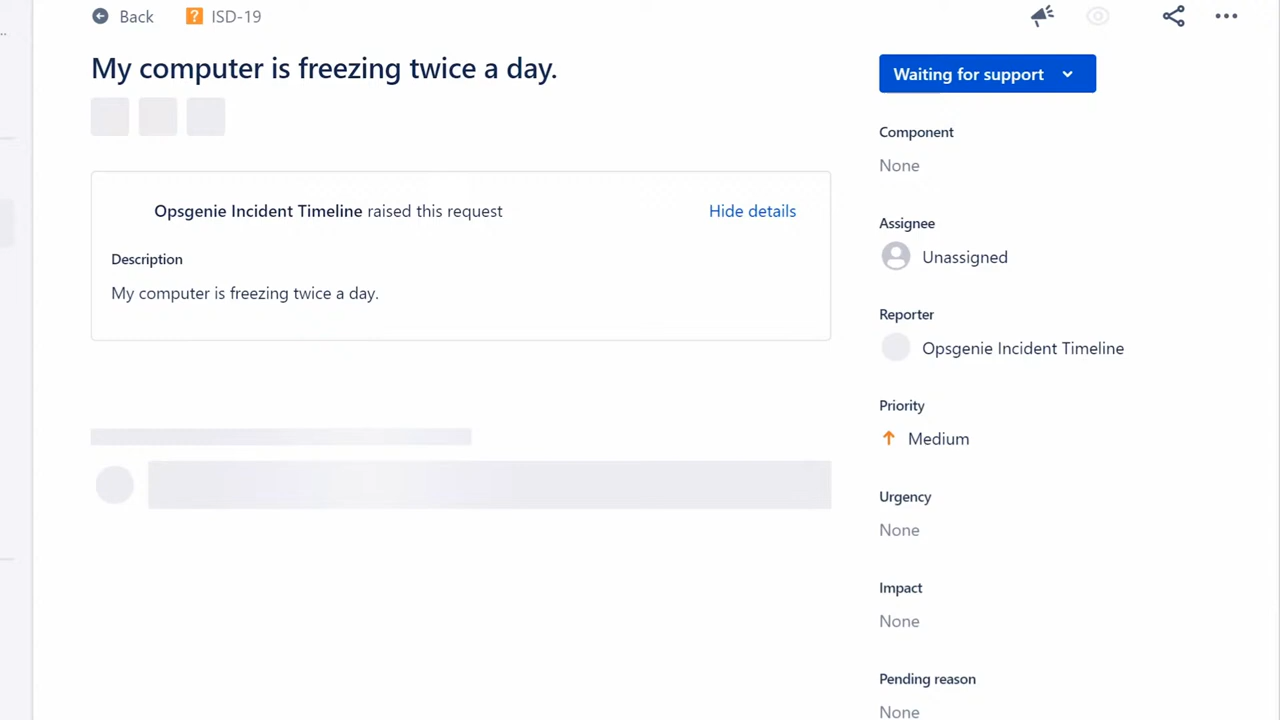 Back
ISD-19
My computer is freezing twice a day.
Opsgenie Incident Timeline raised this request
Hide details
Description
My computer is freezing twice a day.
Waiting for support
Component
None
Assignee
Unassigned
Reporter
Opsgenie Incident Timeline
Priority
Medium
Urgency
None
Impact
None
Pending reason
None